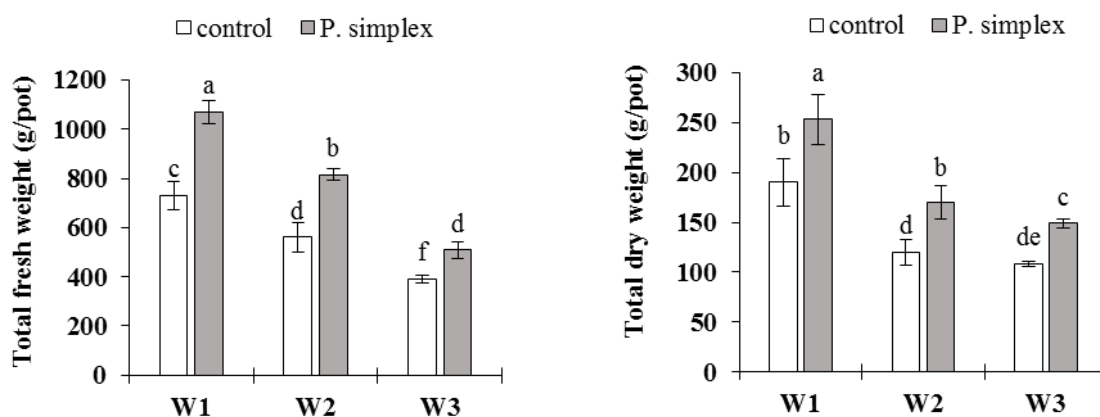 □ control ■ P. simplex
Total fresh weight (g/pot)
1200
1000
800
600
400
200
0
c
a
d
b
f
d
W1 W2 W3
□ control ■ P. simplex
Total dry weight (g/pot)
300
250
200
150
100
50
0
b
a
d
b
de
c
W1 W2 W3